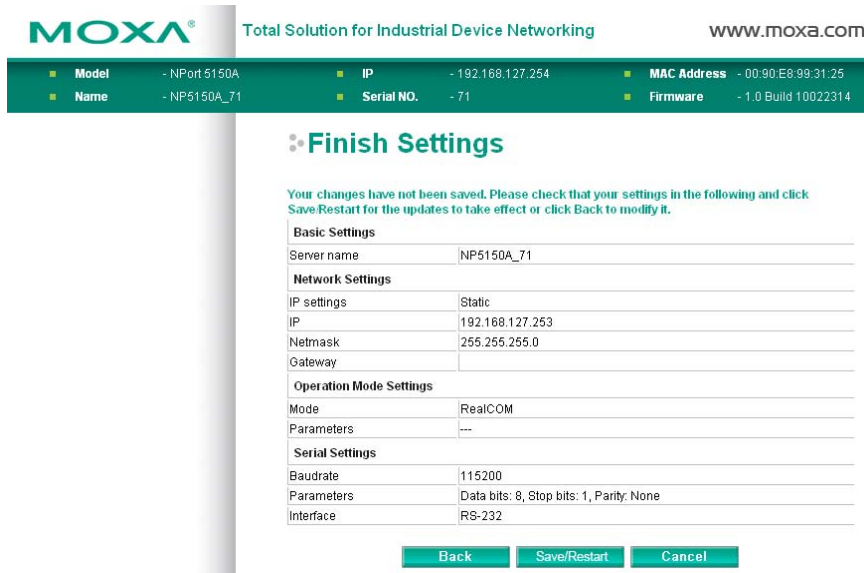 MOXA® Total Solution for Industrial Device Networking www.moxa.com
Model - NPort 5150A IP - 192.168.127.254 MAC Address - 00:90:E8:99:31:25
Name - NP5150A_71 Serial NO. - 71 Firmware - 1.0 Build 10022314
Finish Settings
Your changes have not been saved. Please check that your settings in the following and click
Save/Restart for the updates to take effect or click Back to modify it.
Basic Settings
Server name NP5150A_71
Network Settings
IP settings Static
IP 192.168.127.253
Netmask 255.255.255.0
Gateway
Operation Mode Settings
Mode RealCOM
Parameters ---
Serial Settings
Baudrate 115200
Parameters Data bits: 8, Stop bits: 1, Parity: None
Interface RS-232
Back Save/Restart Cancel